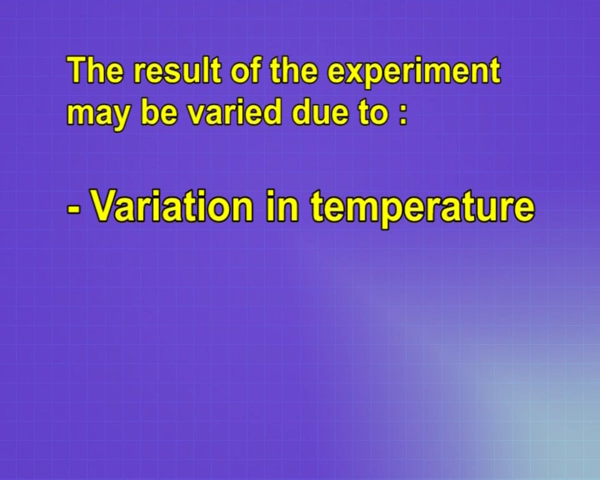 The result of the experiment
may be varied due to :
- Variation in temperature